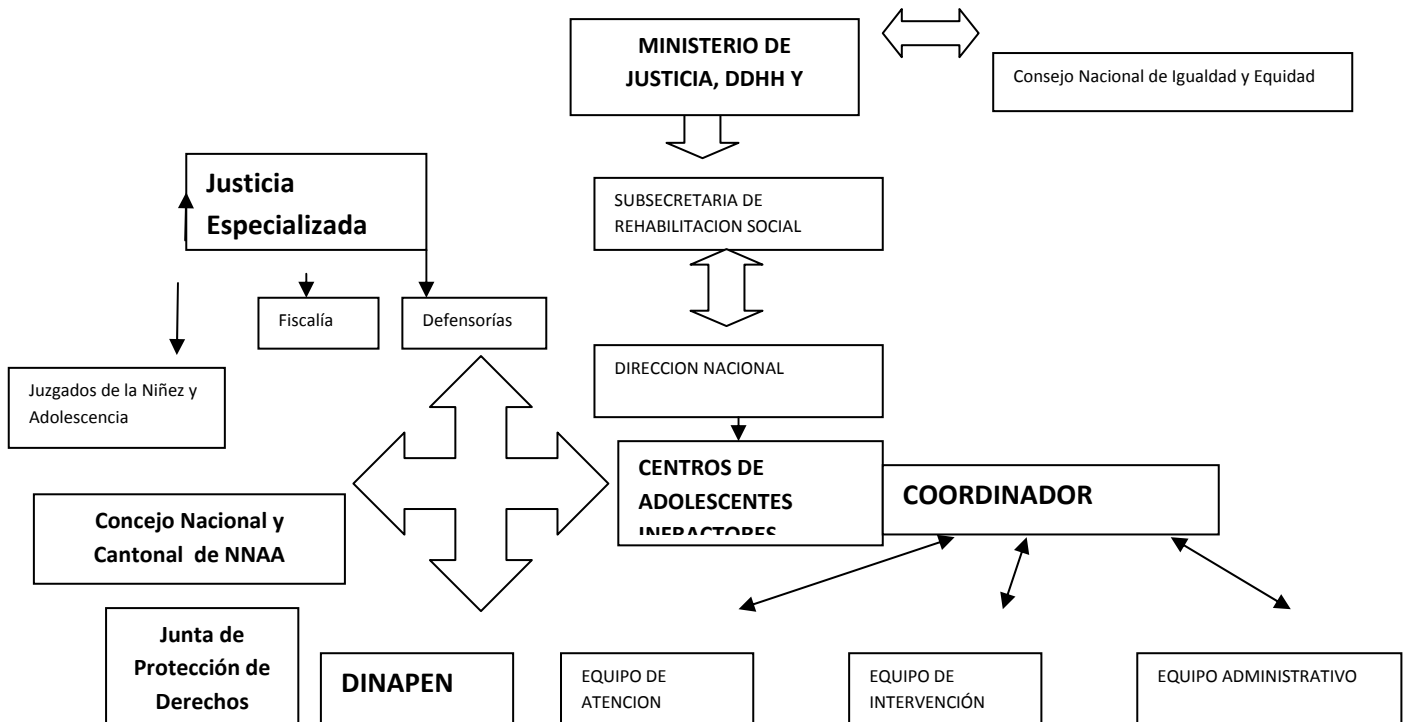 MINISTERIO DE
JUSTICIA, DDHH Y
Consejo Nacional de Igualdad y Equidad
Justicia
Especializada
SUBSECRETARIA DE
REHABILITACION SOCIAL
Fiscalía
Defensorías
Juzgados de la Niñez y
Adolescencia
DIRECCION NACIONAL
CENTROS DE
ADOLESCENTES
INFRACTORES
COORDINADOR
Concejo Nacional y
Cantonal de NNAA
Junta de
Protección de
Derechos
DINAPEN
EQUIPO DE
ATENCION
EQUIPO DE
INTERVENCIÓN
EQUIPO ADMINISTRATIVO